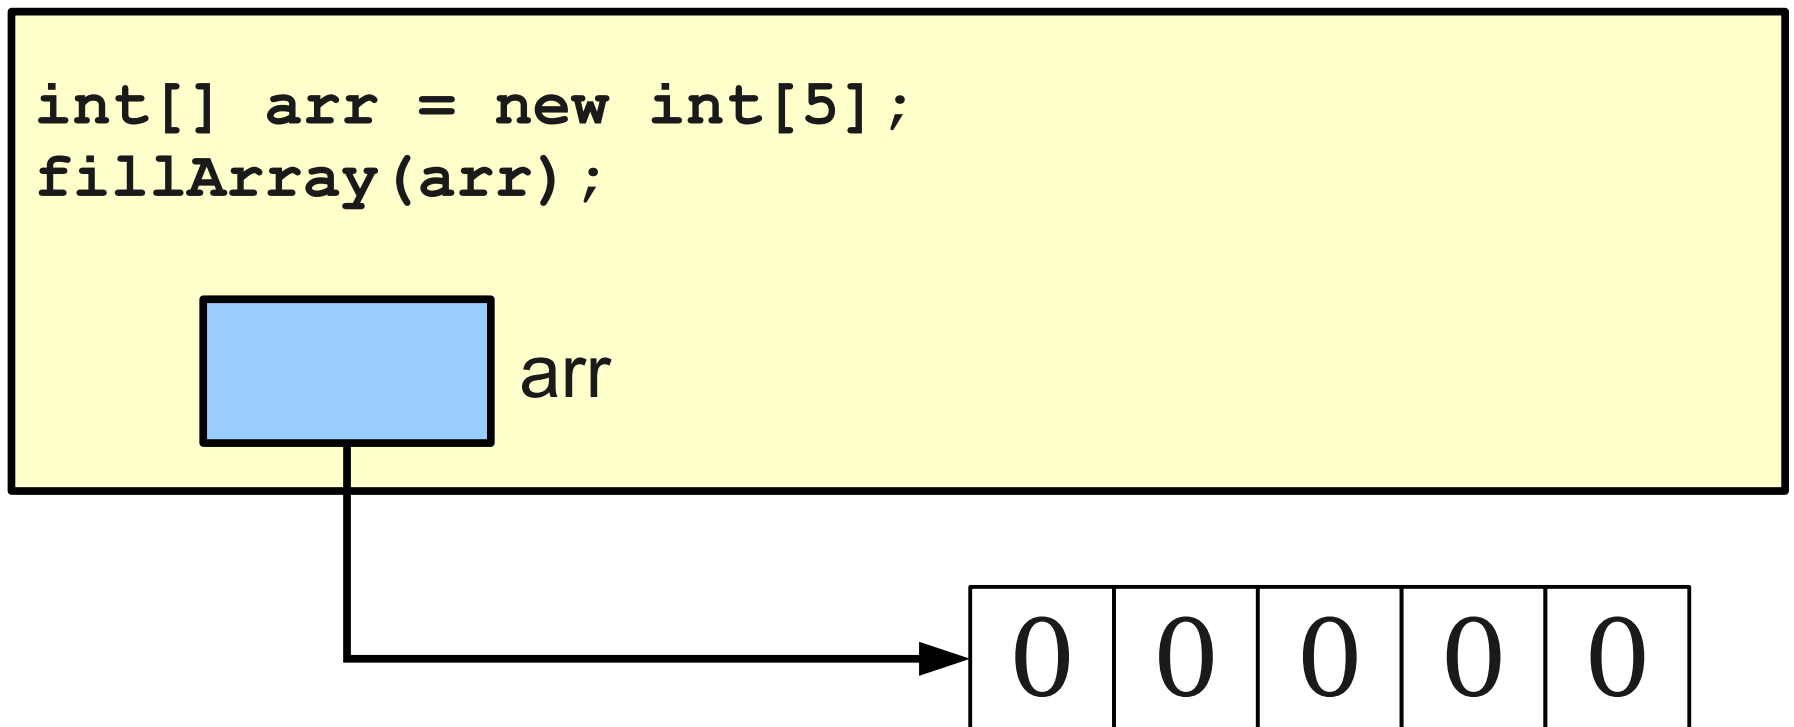 int[] arr = new int[5];
fillArray(arr);
arr
0 0 0 0 0